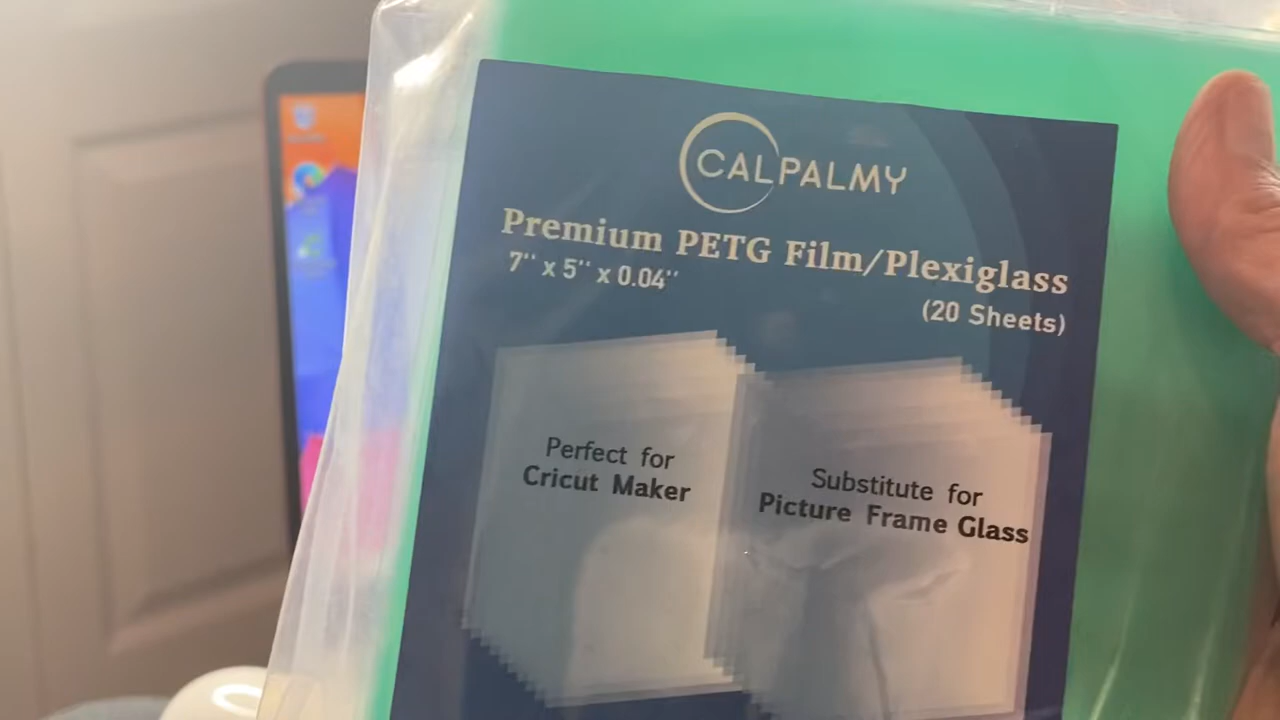 CALPALMY
Premium PETG Film/Plexiglass
7" x 5" x 0.04"
(20 Sheets)
Perfect for
Cricut Maker
Substitute for
Picture Frame Glass